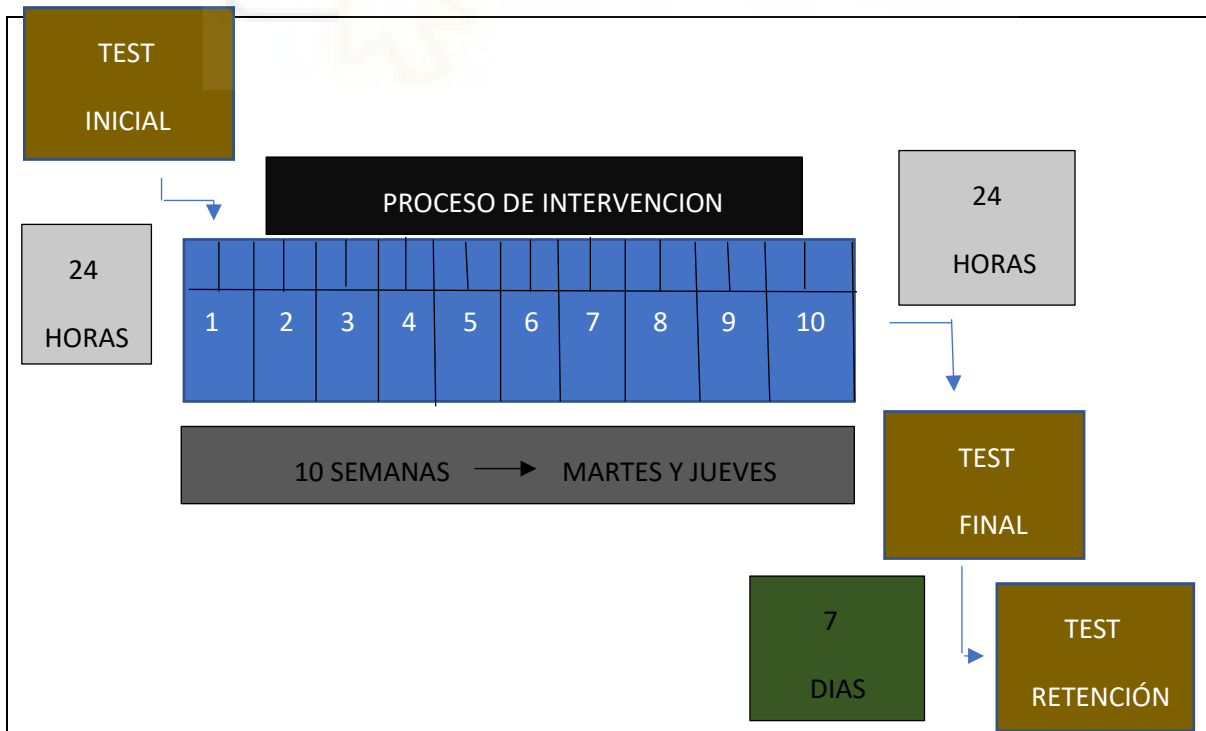 TEST
INICIAL
PROCESO DE INTERVENCION
24
HORAS
24
HORAS
1 2 3 4 5 6 7 8 9 10
10 SEMANAS → MARTES Y JUEVES
TEST
FINAL
7
DIAS
TEST
RETENCIÓN